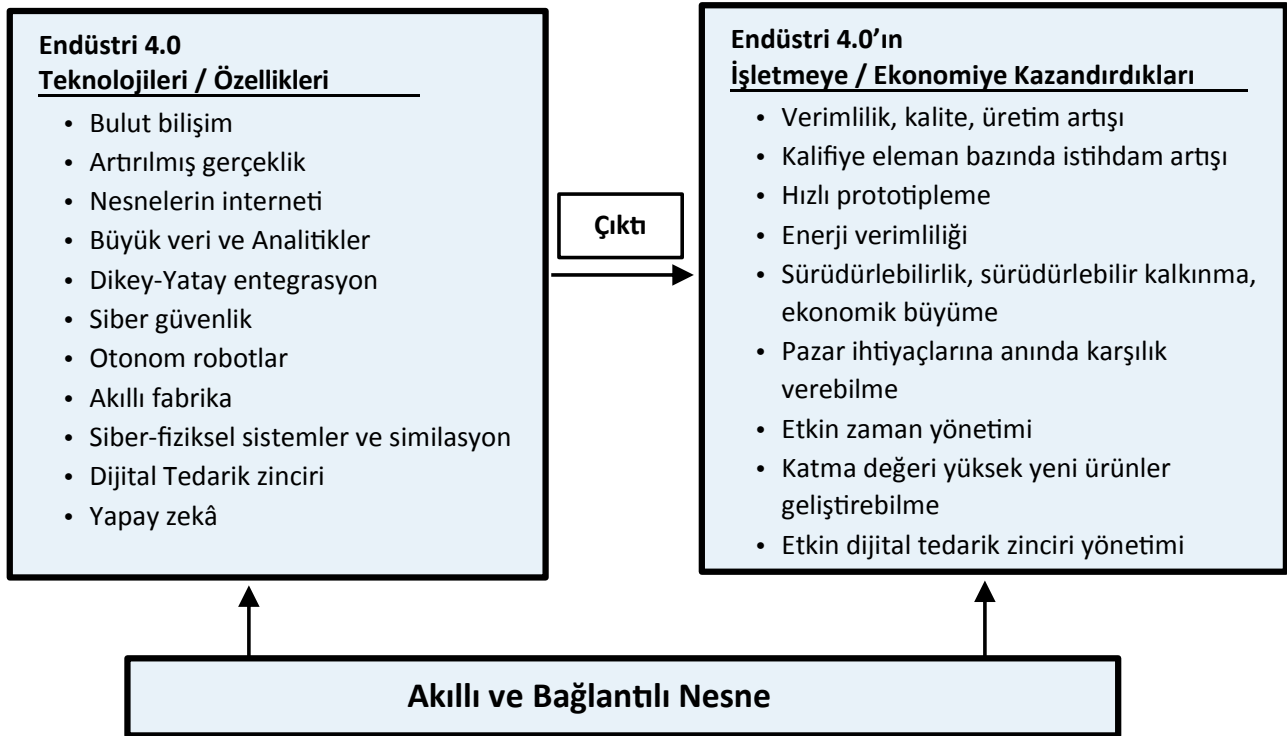 Endüstri 4.0
Teknolojileri / Özellikleri
• Bulut bilişim
• Artırılmış gerçeklik
• Nesnelerin interneti
• Büyük veri ve Analitikler
• Dikey-Yatay entegrasyon
• Siber güvenlik
• Otonom robotlar
• Akıllı fabrika
• Siber-fiziksel sistemler ve similasyon
• Dijital Tedarik zinciri
• Yapay zekâ
Çıktı
Endüstri 4.0’ın
İşletmeye / Ekonomiye Kazandırdıkları
• Verimlilik, kalite, üretim artışı
• Kalifiye eleman bazında istihdam artışı
• Hızlı prototipleme
• Enerji verimliliği
• Sürüdürlebilirlik, sürüdürlebilir kalkınma,
ekonomik büyüme
• Pazar ihtiyaçlarına anında karşılık
verebilme
• Etkin zaman yönetimi
• Katma değeri yüksek yeni ürünler
geliştirebilme
• Etkin dijital tedarik zinciri yönetimi
Akıllı ve Bağlantılı Nesne